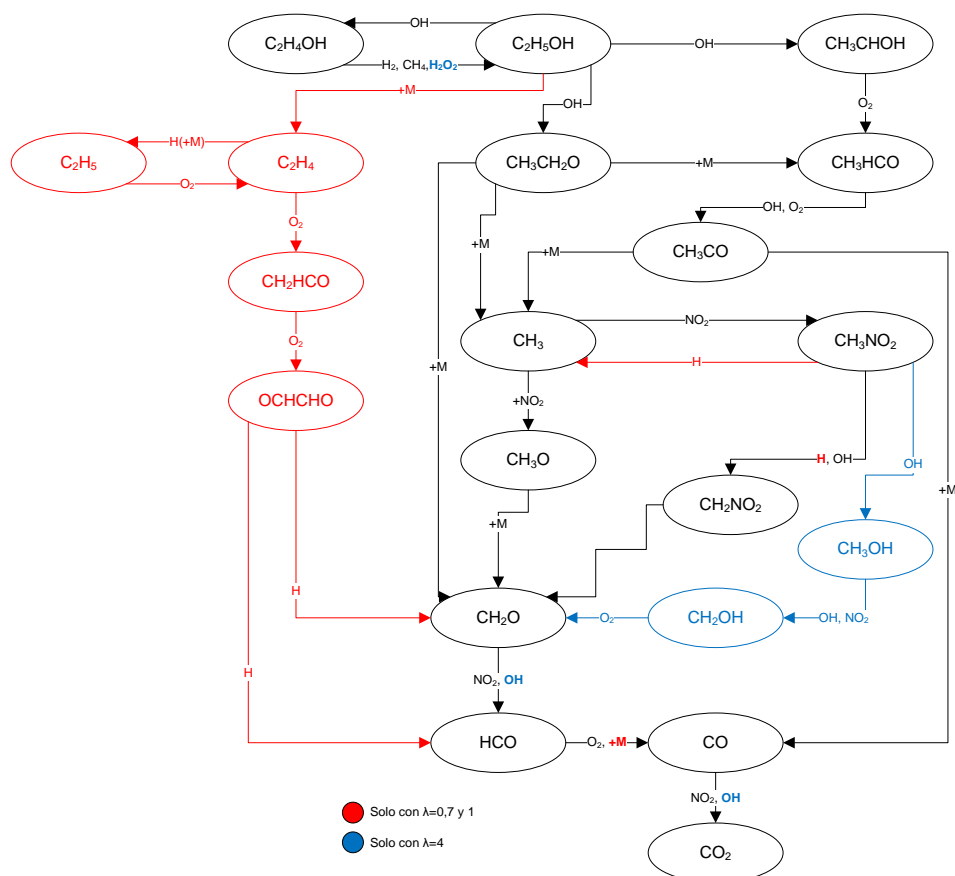 OH
C₂H₄OH
C₂H₅OH
OH
CH₃CHOH
H₂, CH₄,H₂O₂
+M
OH
O₂
C₂H₅
H(+M)
O₂
C₂H₄
CH₃CH₂O
+M
CH₃HCO
O₂
OH, O₂
+M
+M
CH₃CO
CH₂HCO
O₂
CH₃
NO₂
H
CH₃NO₂
+M
OCHCHO
+NO₂
CH₃O
H, OH
OH
+M
CH₂NO₂
+M
CH₃OH
H
CH₂O
O₂
CH₂OH
OH, NO₂
H
NO₂, OH
HCO
O₂, +M
CO
NO₂, OH
CO₂
Solo con λ=0,7 y 1
Solo con λ=4